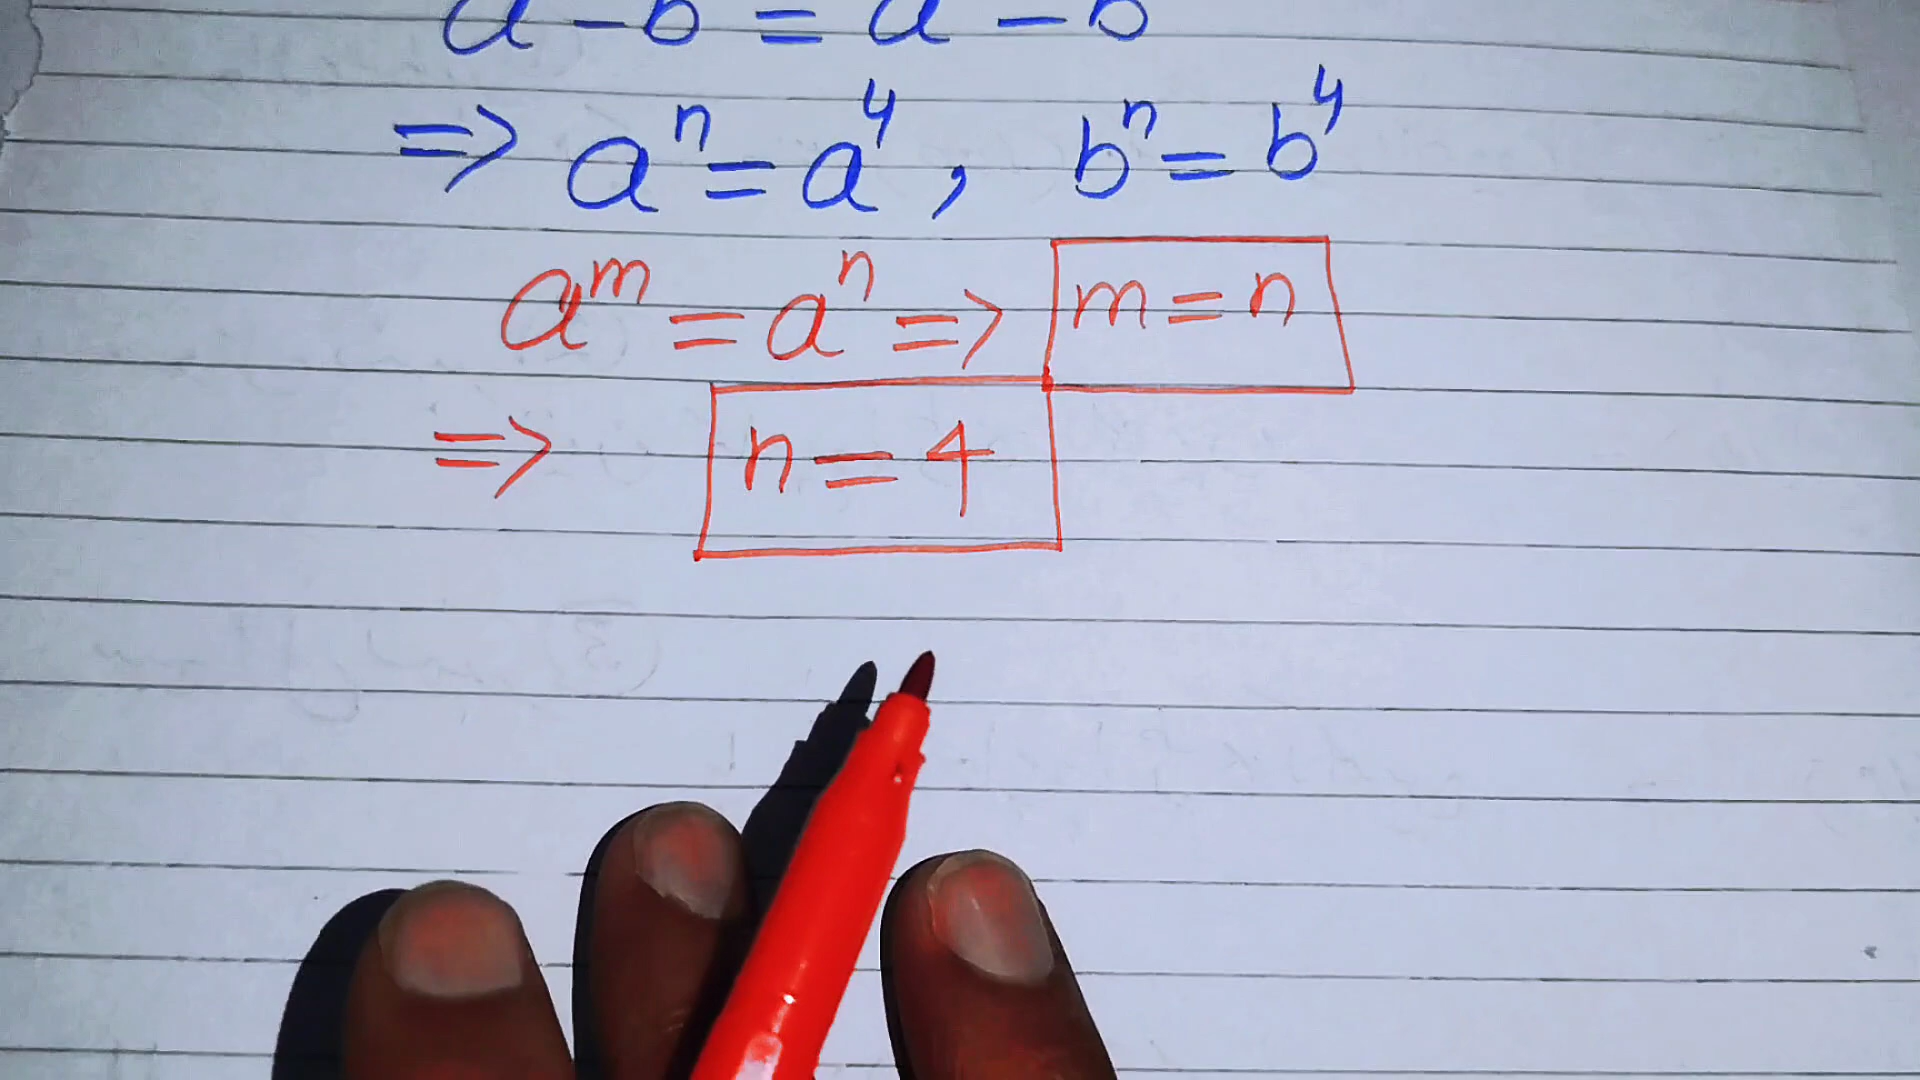 a - b = a - b
=> aⁿ = a⁴ , bⁿ = b⁴
aᵐ = aⁿ => m = n
=> n = 4